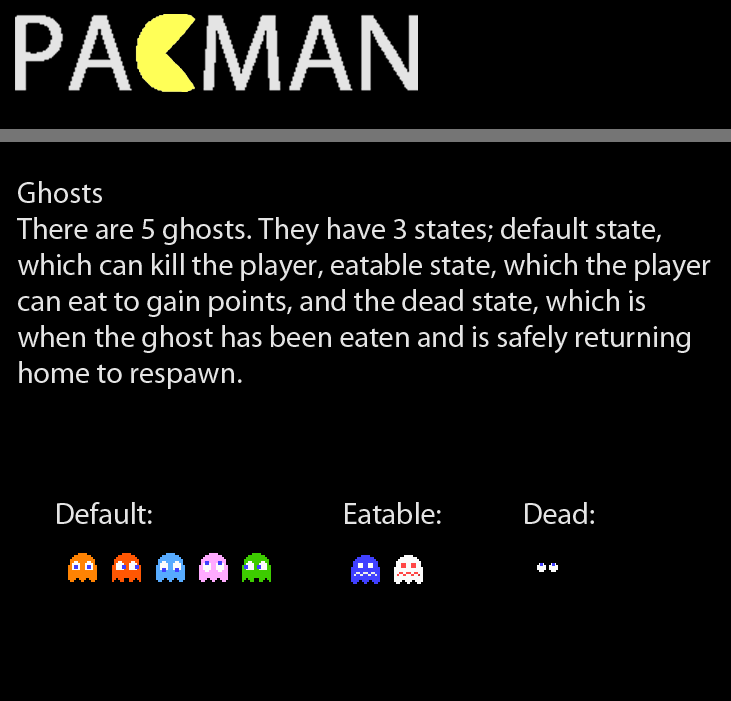 PACMAN
Ghosts
There are 5 ghosts. They have 3 states; default state,
which can kill the player, eatable state, which the player
can eat to gain points, and the dead state, which is
when the ghost has been eaten and is safely returning
home to respawn.
Default: Eatable: Dead: